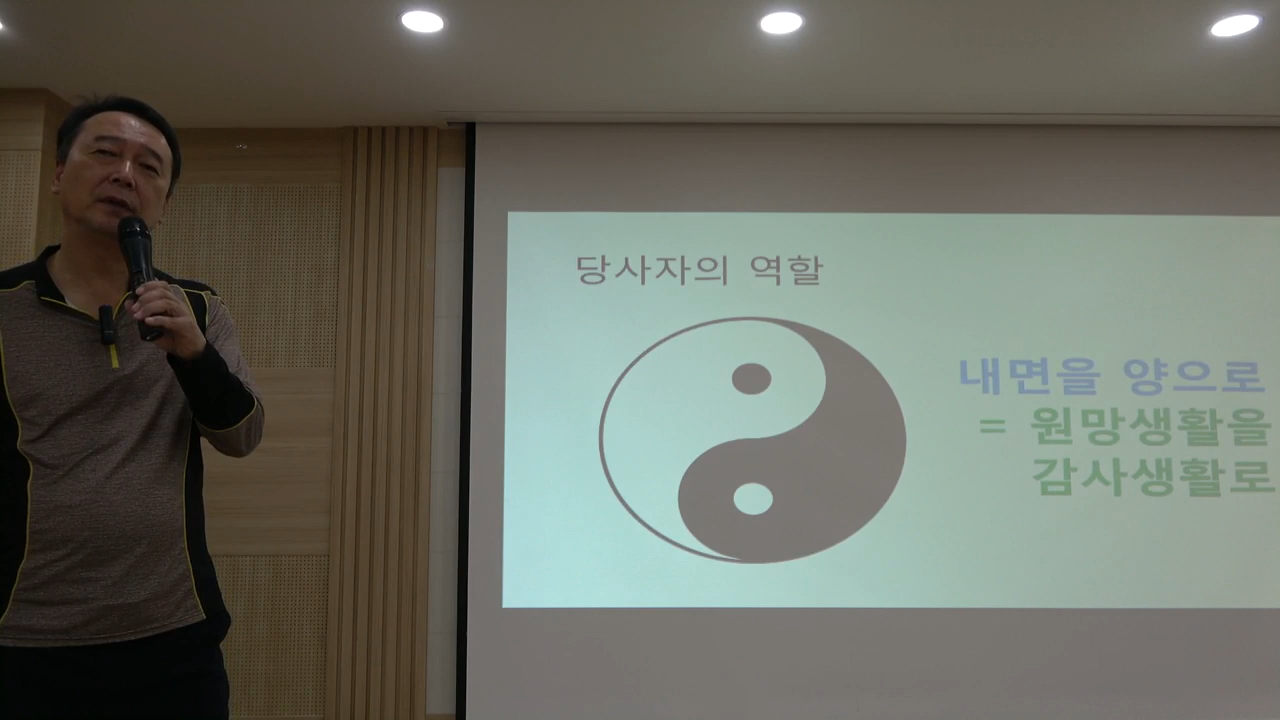 당사자의 역할
내면을 양으로
= 원망생활을
감사생활로